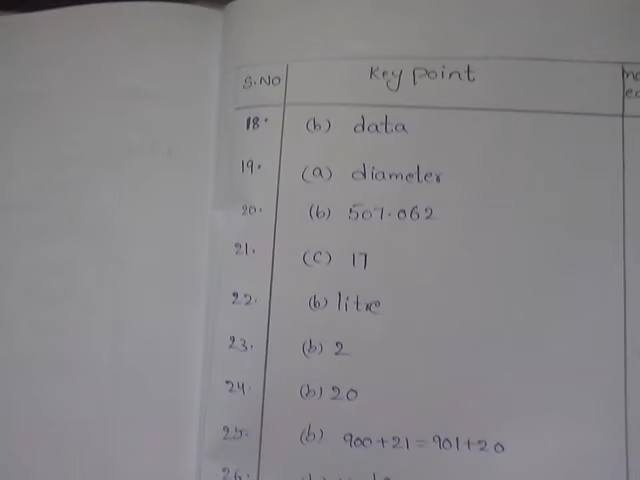 S.NO Key point
18. (b) data
19. (a) diameter
20. (b) 507.062
21. (c) 17
22. (b) litre
23. (b) 2
24. (b) 20
25. (b) 900+21=901+20
26.